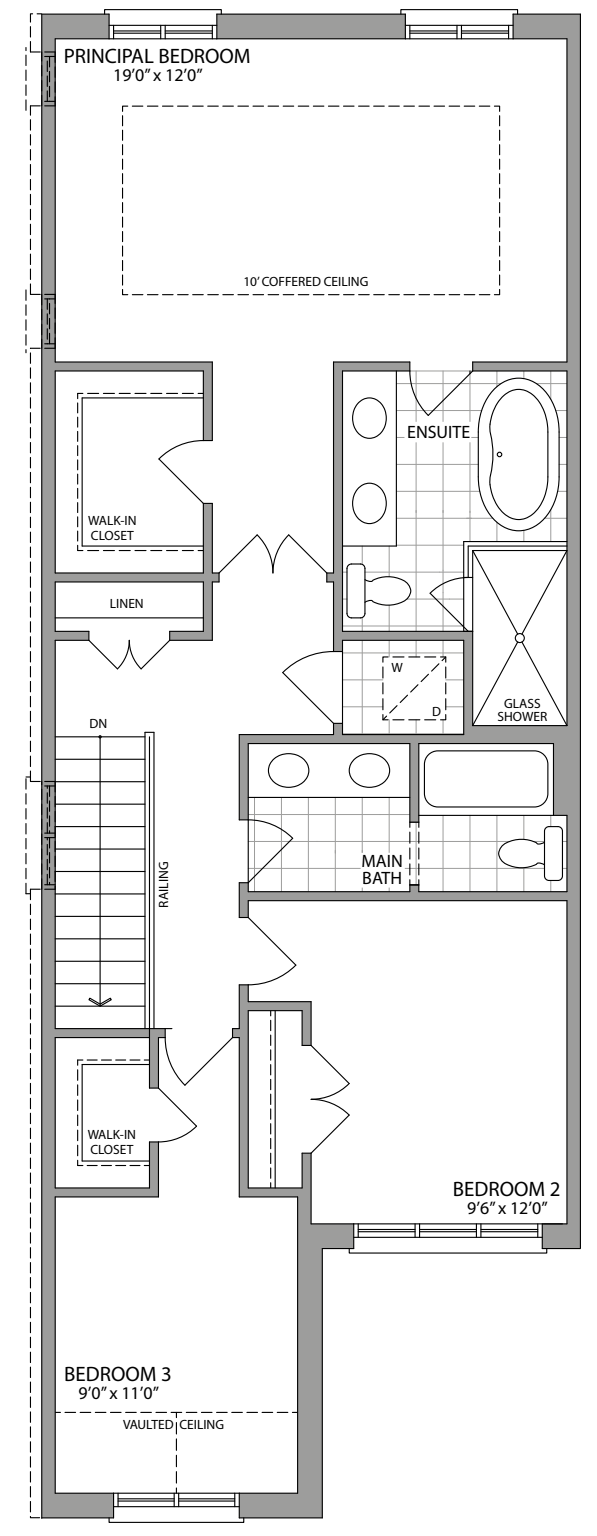 PRINCIPAL BEDROOM
19’0” x 12’0”
10’ COFFERED CEILING
ENSUITE
WALK-IN
CLOSET
LINEN
W
D
GLASS
SHOWER
DN
RAILING
MAIN
BATH
WALK-IN
CLOSET
BEDROOM 2
9’6” x 12’0”
BEDROOM 3
9’0” x 11’0”
VAULTED CEILING